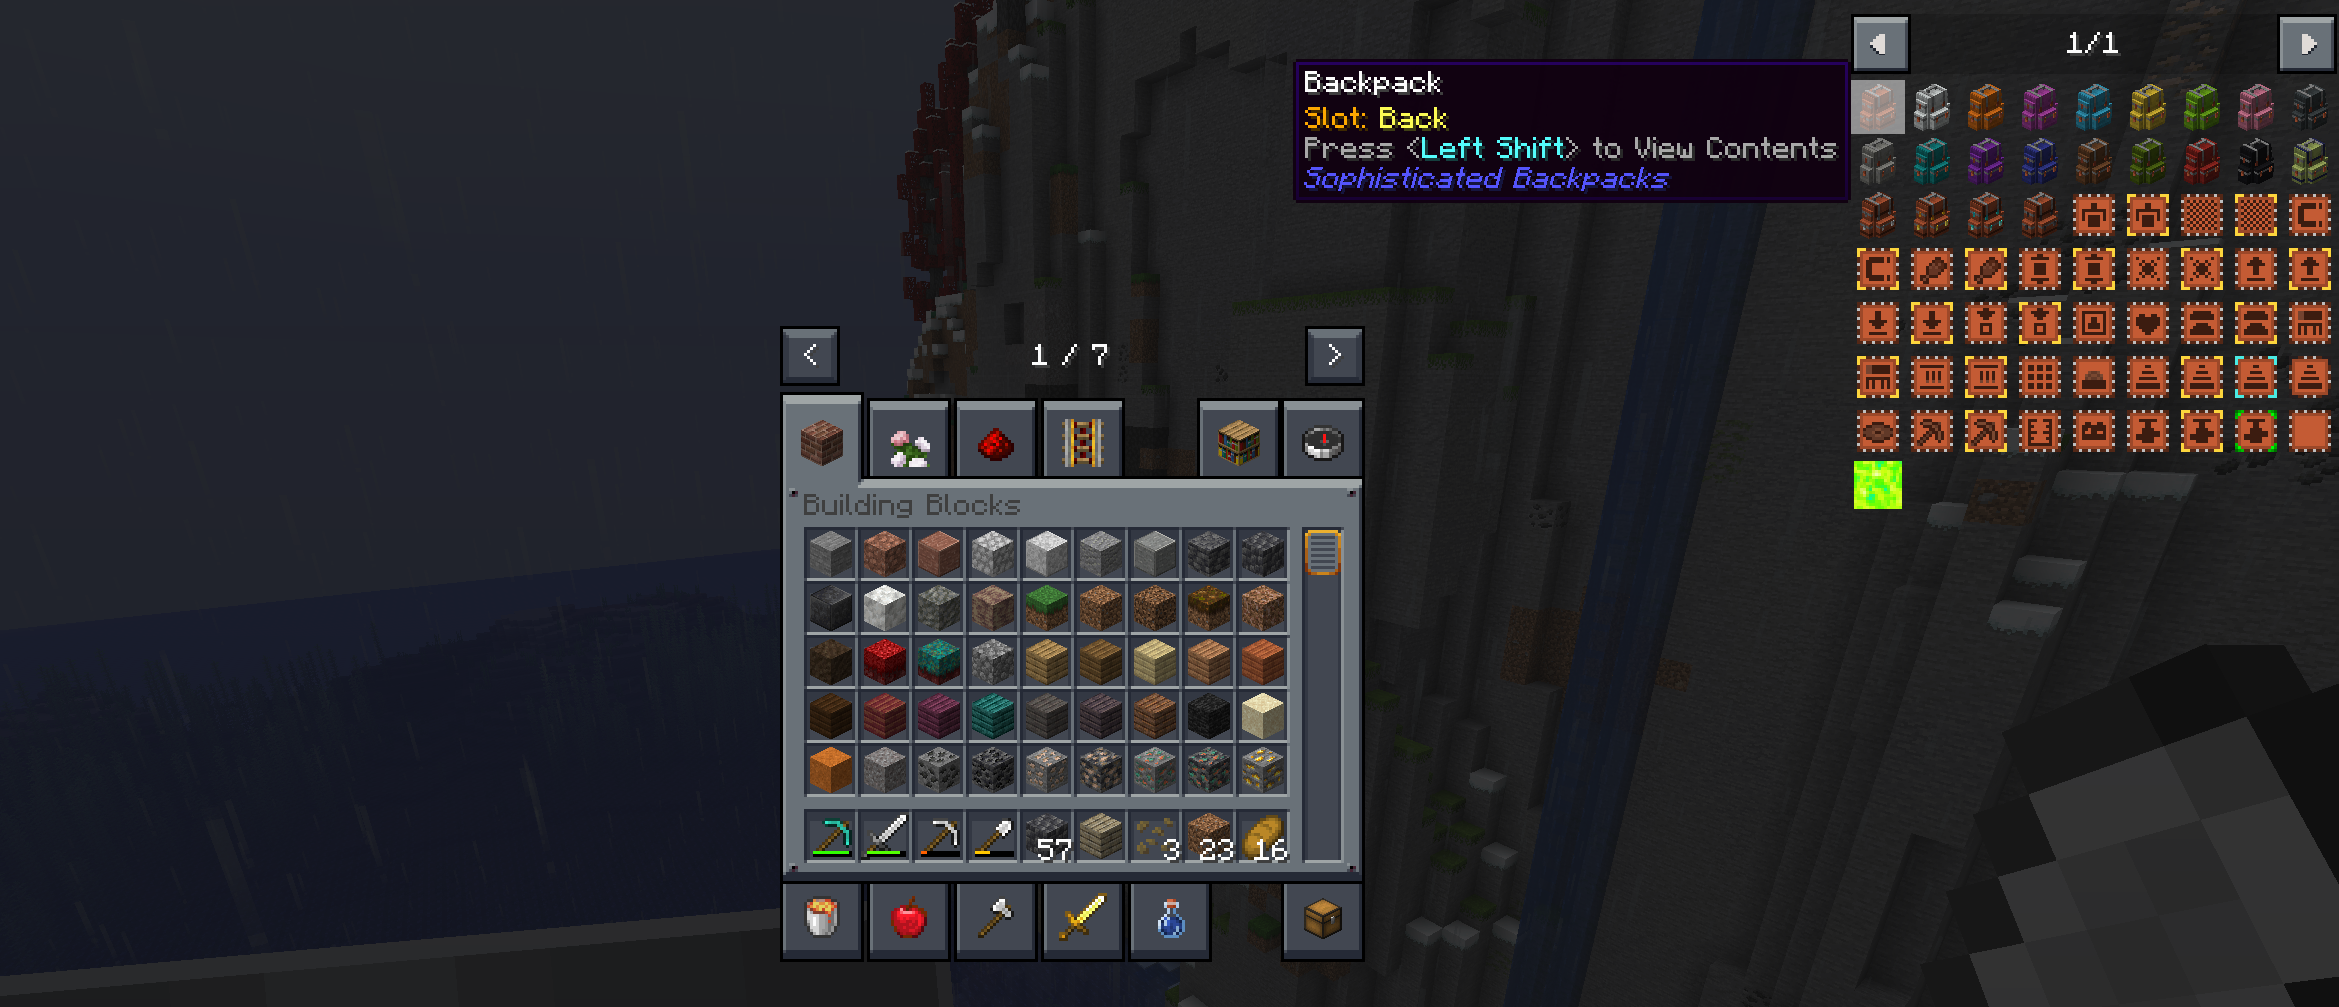 1/1
Backpack
Slot: Back
Press <Left Shift> to View Contents
Sophisticated Backpacks
< 1 / 7 >
Building Blocks
57 3 23 16